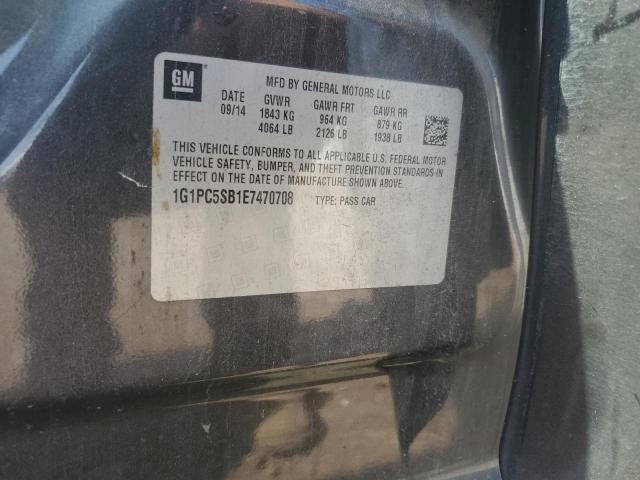 GM
MFD BY GENERAL MOTORS LLC
DATE GVWR GAWR FRT GAWR RR
09/14 1843 KG 964 KG 879 KG
4064 LB 2126 LB 1938 LB
THIS VEHICLE CONFORMS TO ALL APPLICABLE U.S. FEDERAL MOTOR
VEHICLE SAFETY, BUMPER, AND THEFT PREVENTION STANDARDS IN
EFFECT ON THE DATE OF MANUFACTURE SHOWN ABOVE.
1G1PC5SB1E7470708 TYPE: PASS CAR